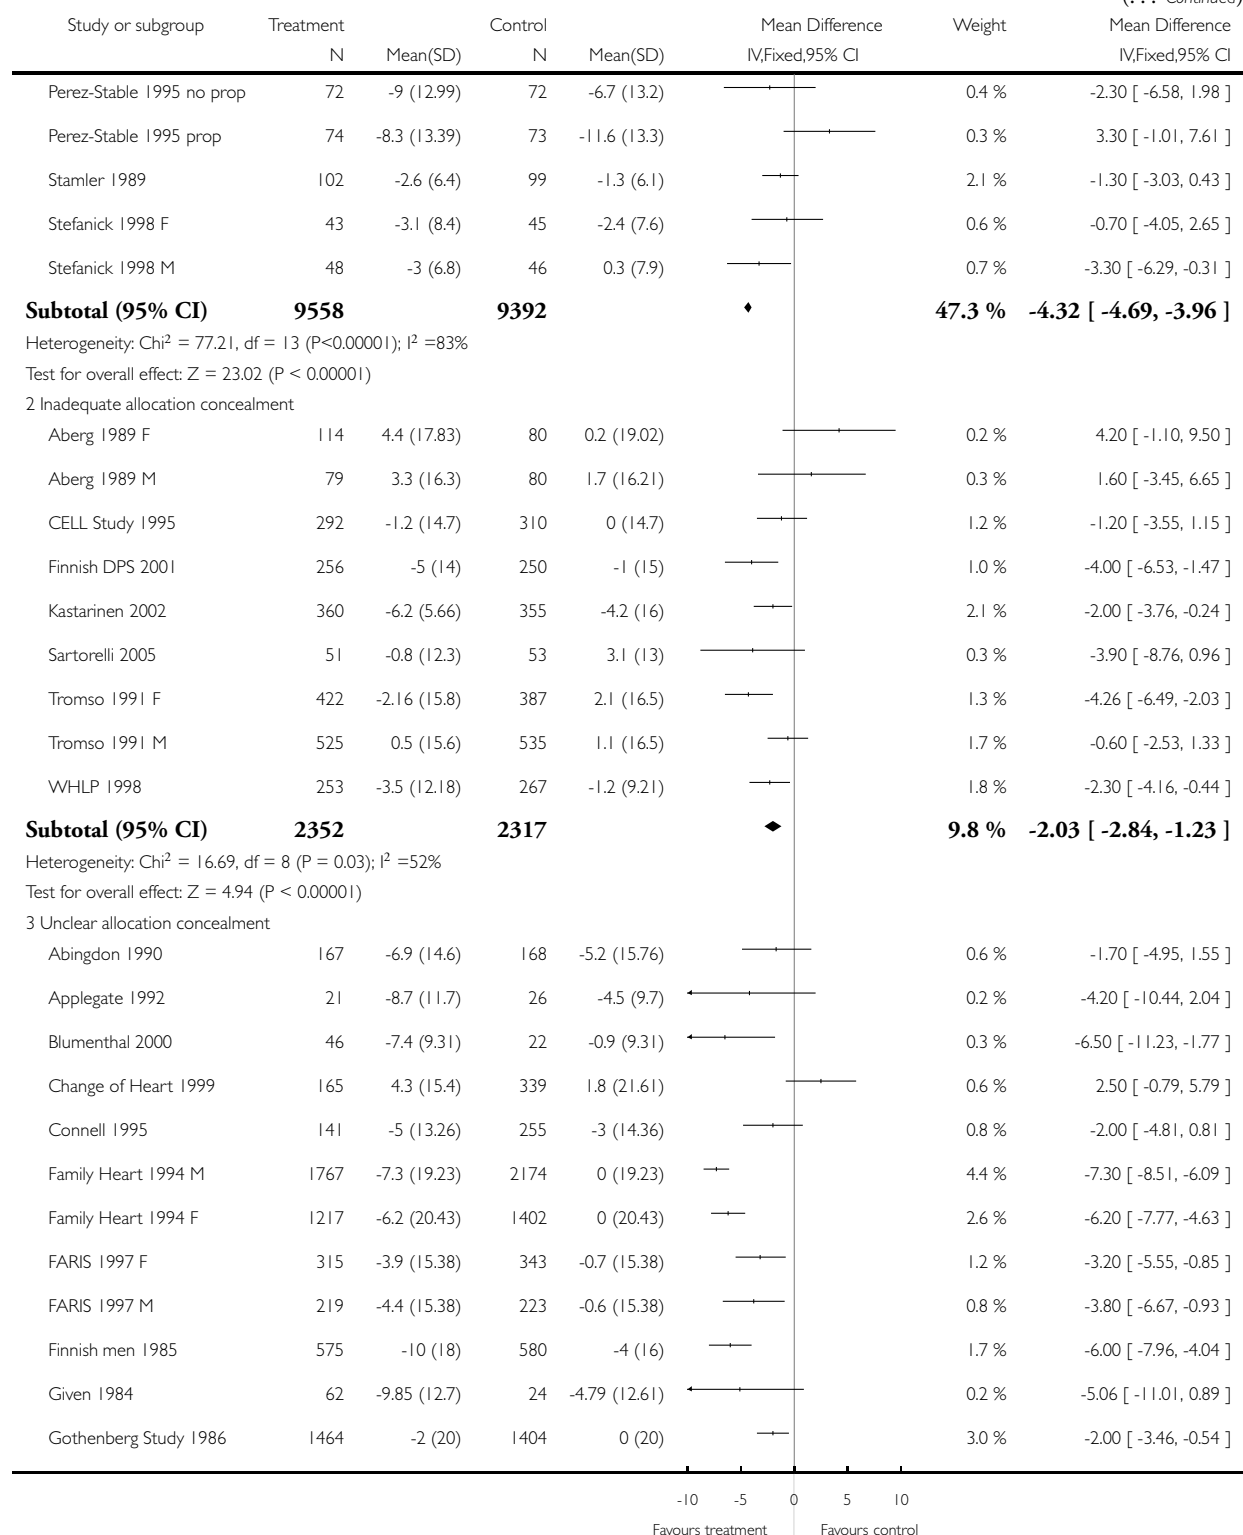 (. . . Continued)
Study or subgroup Treatment Control Mean Difference Weight Mean Difference
N Mean(SD) N Mean(SD) IV,Fixed,95% CI IV,Fixed,95% CI
Perez-Stable 1995 no prop 72 -9 (12.99) 72 -6.7 (13.2) 0.4 % -2.30 [ -6.58, 1.98 ]
Perez-Stable 1995 prop 74 -8.3 (13.39) 73 -11.6 (13.3) 0.3 % 3.30 [ -1.01, 7.61 ]
Stamler 1989 102 -2.6 (6.4) 99 -1.3 (6.1) 2.1 % -1.30 [ -3.03, 0.43 ]
Stefanick 1998 F 43 -3.1 (8.4) 45 -2.4 (7.6) 0.6 % -0.70 [ -4.05, 2.65 ]
Stefanick 1998 M 48 -3 (6.8) 46 0.3 (7.9) 0.7 % -3.30 [ -6.29, -0.31 ]
Subtotal (95% CI) 9558 9392 47.3 % -4.32 [ -4.69, -3.96 ]
Heterogeneity: Chi² = 77.21, df = 13 (P<0.00001); I² =83%
Test for overall effect: Z = 23.02 (P < 0.00001)
2 Inadequate allocation concealment
Aberg 1989 F 114 4.4 (17.83) 80 0.2 (19.02) 0.2 % 4.20 [ -1.10, 9.50 ]
Aberg 1989 M 79 3.3 (16.3) 80 1.7 (16.21) 0.3 % 1.60 [ -3.45, 6.65 ]
CELL Study 1995 292 -1.2 (14.7) 310 0 (14.7) 1.2 % -1.20 [ -3.55, 1.15 ]
Finnish DPS 2001 256 -5 (14) 250 -1 (15) 1.0 % -4.00 [ -6.53, -1.47 ]
Kastarinen 2002 360 -6.2 (5.66) 355 -4.2 (16) 2.1 % -2.00 [ -3.76, -0.24 ]
Sartorelli 2005 51 -0.8 (12.3) 53 3.1 (13) 0.3 % -3.90 [ -8.76, 0.96 ]
Tromso 1991 F 422 -2.16 (15.8) 387 2.1 (16.5) 1.3 % -4.26 [ -6.49, -2.03 ]
Tromso 1991 M 525 0.5 (15.6) 535 1.1 (16.5) 1.7 % -0.60 [ -2.53, 1.33 ]
WHLP 1998 253 -3.5 (12.18) 267 -1.2 (9.21) 1.8 % -2.30 [ -4.16, -0.44 ]
Subtotal (95% CI) 2352 2317 9.8 % -2.03 [ -2.84, -1.23 ]
Heterogeneity: Chi² = 16.69, df = 8 (P = 0.03); I² =52%
Test for overall effect: Z = 4.94 (P < 0.00001)
3 Unclear allocation concealment
Abingdon 1990 167 -6.9 (14.6) 168 -5.2 (15.76) 0.6 % -1.70 [ -4.95, 1.55 ]
Applegate 1992 21 -8.7 (11.7) 26 -4.5 (9.7) 0.2 % -4.20 [ -10.44, 2.04 ]
Blumenthal 2000 46 -7.4 (9.31) 22 -0.9 (9.31) 0.3 % -6.50 [ -11.23, -1.77 ]
Change of Heart 1999 165 4.3 (15.4) 339 1.8 (21.61) 0.6 % 2.50 [ -0.79, 5.79 ]
Connell 1995 141 -5 (13.26) 255 -3 (14.36) 0.8 % -2.00 [ -4.81, 0.81 ]
Family Heart 1994 M 1767 -7.3 (19.23) 2174 0 (19.23) 4.4 % -7.30 [ -8.51, -6.09 ]
Family Heart 1994 F 1217 -6.2 (20.43) 1402 0 (20.43) 2.6 % -6.20 [ -7.77, -4.63 ]
FARIS 1997 F 315 -3.9 (15.38) 343 -0.7 (15.38) 1.2 % -3.20 [ -5.55, -0.85 ]
FARIS 1997 M 219 -4.4 (15.38) 223 -0.6 (15.38) 0.8 % -3.80 [ -6.67, -0.93 ]
Finnish men 1985 575 -10 (18) 580 -4 (16) 1.7 % -6.00 [ -7.96, -4.04 ]
Given 1984 62 -9.85 (12.7) 24 -4.79 (12.61) 0.2 % -5.06 [ -11.01, 0.89 ]
Gothenberg Study 1986 1464 -2 (20) 1404 0 (20) 3.0 % -2.00 [ -3.46, -0.54 ]
-10 -5 0 5 10
Favours treatment Favours control